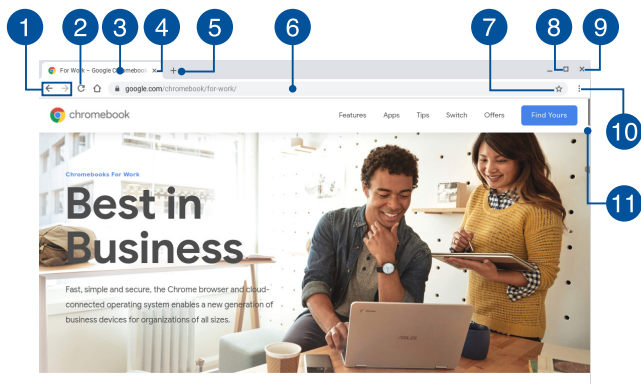 1 2 3 4 5 6 7 8 9
For Work – Google Chromebook
google.com/chromebook/for-work/
10
chromebook Features Apps Tips Switch Offers Find Yours
11
Chromebooks For Work
Best in
Business
Fast, simple and secure, the Chrome browser and cloud-
connected operating system enables a new generation of
business devices for organizations of all sizes.
ASUS